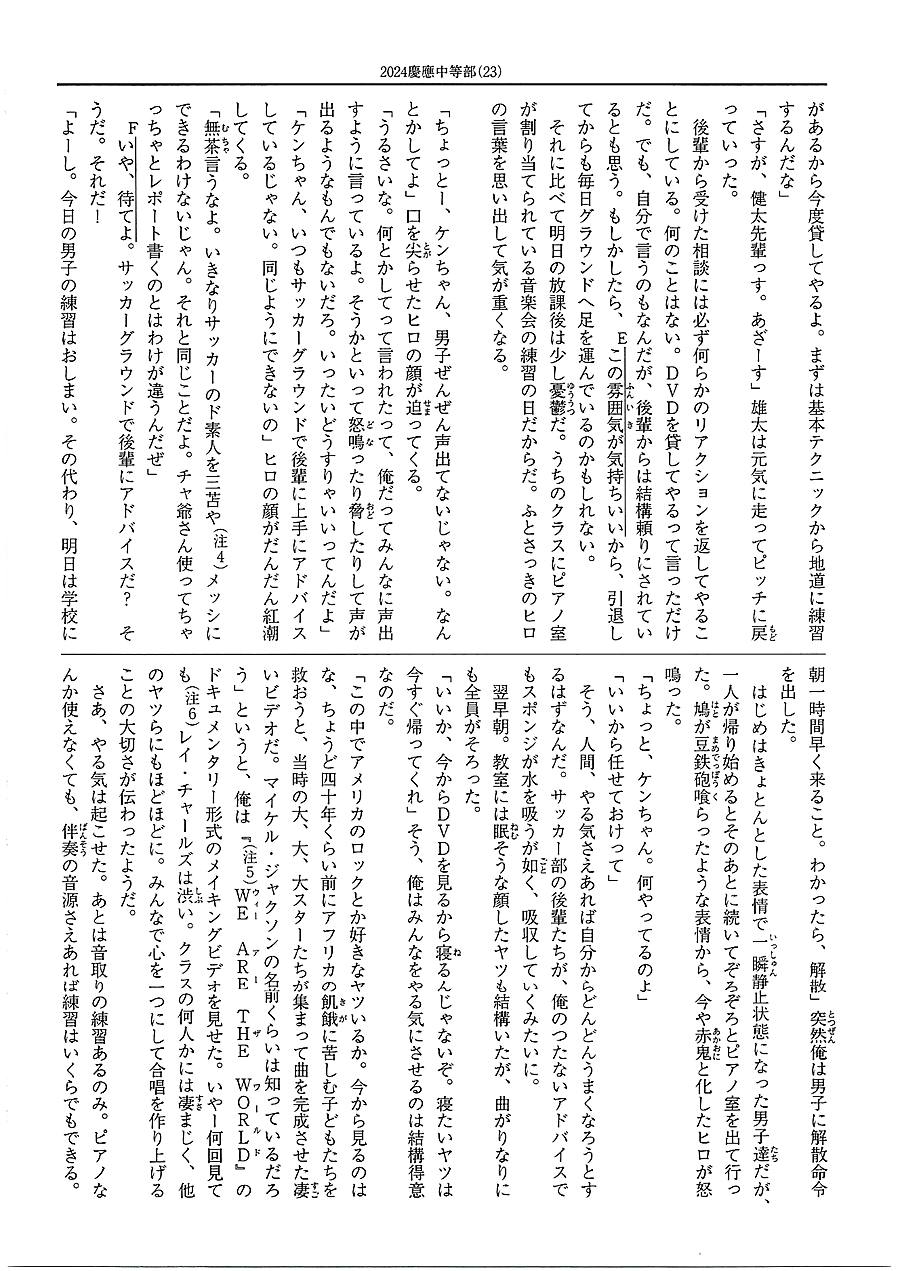 2024慶應中等部(23)
があるから今度貸してやるよ。まずは基本テクニックから地道に練習
するんだな」
「さすが、健太先輩っす。あざーす」雄太は元気に走ってピッチに戻
っていった。
後輩から受けた相談には必ず何らかのリアクションを返してやるこ
とにしている。何のことはない。DVDを貸してやるって言っただけ
だ。でも、自分で言うのもなんだが、後輩からは結構頼りにされてい
るとも思う。もしかしたら、Eこの雰囲気が気持ちいいから、引退し
てからも毎日グラウンドへ足を運んでいるのかもしれない。
それに比べて明日の放課後は少し憂鬱だ。うちのクラスにピアノ室
が割り当てられている音楽会の練習の日だからだ。ふとさっきのヒロ
の言葉を思い出して気が重くなる。
「ちょっとー、ケンちゃん、男子ぜんぜん声出てないじゃない。なん
とかしてよ」口を尖らせたヒロの顔が迫ってくる。
「うるさいな。何とかしてって言われたって、俺だってみんなに声出
すように言っているよ。そうかといって怒鳴ったり脅したりして声が
出るようなもんでもないだろ。いったいどうすりゃいいってんだよ」
「ケンちゃん、いつもサッカーグラウンドで後輩に上手にアドバイス
しているじゃない。同じようにできないの」ヒロの顔がだんだん紅潮
してくる。
「無茶言うなよ。いきなりサッカーのド素人を三苫や(注4)メッシに
できるわけないじゃん。それと同じことだよ。チャ爺さん使ってちゃ
っちゃとレポート書くのとはわけが違うんだぜ」
Fいや、待てよ。サッカーグラウンドで後輩にアドバイスだ? そ
うだ。それだ!
「よーし。今日の男子の練習はおしまい。その代わり、明日は学校に
朝一時間早く来ること。わかったら、解散」突然俺は男子に解散命令
を出した。
はじめはきょとんとした表情で一瞬静止状態になった男子達だが、
一人が帰り始めるとそのあとに続いてぞろぞろとピアノ室を出て行っ
た。鳩が豆鉄砲喰らったような表情から、今や赤鬼と化したヒロが怒
鳴った。
「ちょっと、ケンちゃん。何やってるのよ」
「いいから任せておけって」
そう、人間、やる気さえあれば自分からどんどんうまくなろうとす
るはずなんだ。サッカー部の後輩たちが、俺のつたないアドバイスで
もスポンジが水を吸うが如く、吸収していくみたいに。
翌早朝。教室には眠そうな顔したヤツも結構いたが、曲がりなりに
も全員がそろった。
「いいか、今からDVDを見るから寝るんじゃないぞ。寝たいヤツは
今すぐ帰ってくれ」そう、俺はみんなをやる気にさせるのは結構得意
なのだ。
「この中でアメリカのロックとか好きなヤツいるか。今から見るのは
な、ちょうど四十年くらい前にアフリカの飢餓に苦しむ子どもたちを
救おうと、当時の大、大、大スターたちが集まって曲を完成させた凄
いビデオだ。マイケル・ジャクソンの名前くらいは知っているだろ
う」というと、俺は『(注5)WE ARE THE WORLD』の
ドキュメンタリー形式のメイキングビデオを見せた。いやー何回見て
も(注6)レイ・チャールズは渋い。クラスの何人かには凄まじく、他
のヤツらにもほどほどに。みんなで心を一つにして合唱を作り上げる
ことの大切さが伝わったようだ。
さあ、やる気は起こせた。あとは音取りの練習あるのみ。ピアノな
んか使えなくても、伴奏の音源さえあれば練習はいくらでもできる。